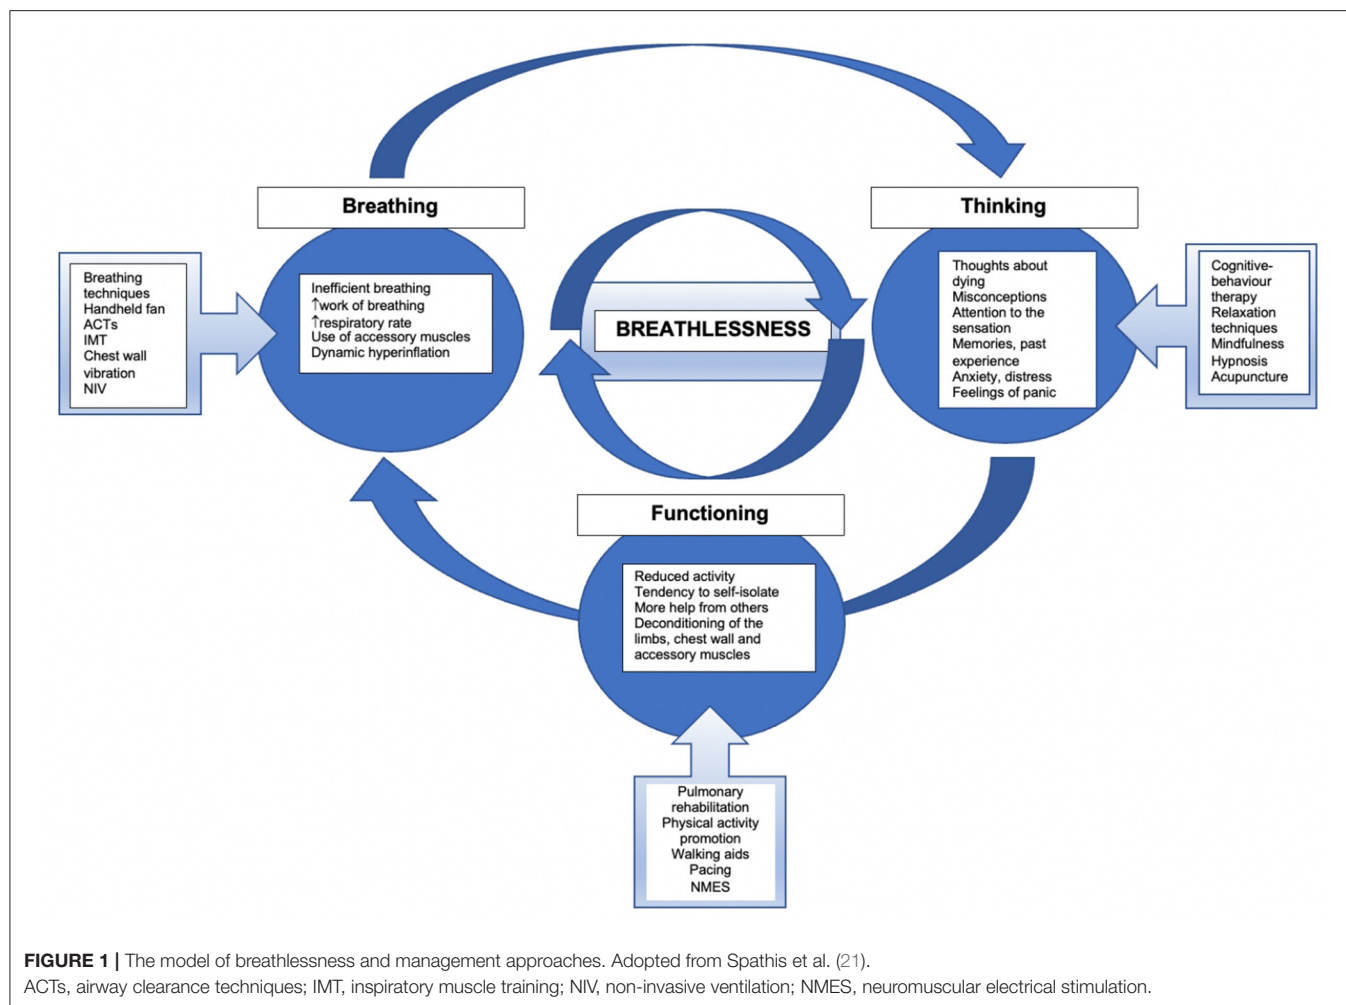 Breathing
Thinking
Breathing
techniques
Handheld fan
ACTs
IMT
Chest wall
vibration
NIV
Inefficient breathing
↑work of breathing
↑respiratory rate
Use of accessory muscles
Dynamic hyperinflation
BREATHLESSNESS
Thoughts about
dying
Misconceptions
Attention to the
sensation
Memories, past
experience
Anxiety, distress
Feelings of panic
Cognitive-
behaviour
therapy
Relaxation
techniques
Mindfulness
Hypnosis
Acupuncture
Functioning
Reduced activity
Tendency to self-isolate
More help from others
Deconditioning of the
limbs, chest wall and
accessory muscles
Pulmonary
rehabilitation
Physical activity
promotion
Walking aids
Pacing
NMES
FIGURE 1 | The model of breathlessness and management approaches. Adopted from Spathis et al. (21).
ACTs, airway clearance techniques; IMT, inspiratory muscle training; NIV, non-invasive ventilation; NMES, neuromuscular electrical stimulation.